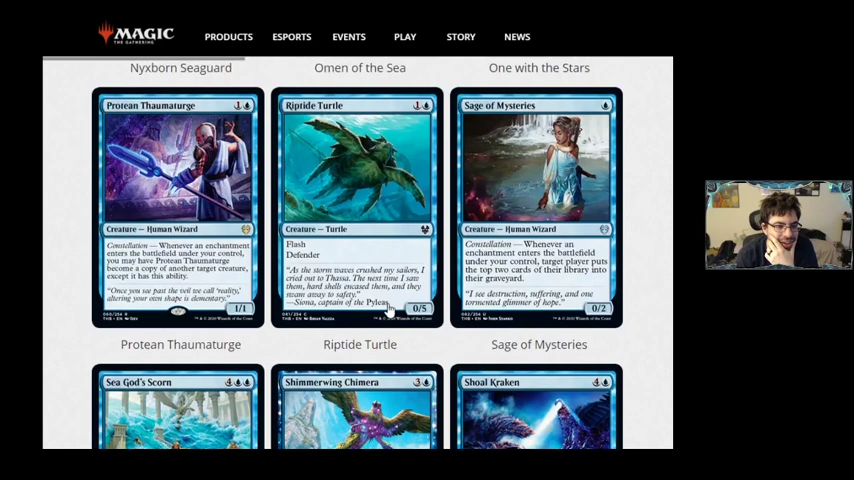 MAGIC
THE GATHERING
PRODUCTS
ESPORTS
EVENTS
PLAY
STORY
NEWS
Nyxborn Seaguard
Omen of the Sea
One with the Stars
Protean Thaumaturge
1
Creature — Human Wizard
Constellation — Whenever an enchantment
enters the battlefield under your control,
you may have Protean Thaumaturge
become a copy of another target creature,
except it has this ability.
"Once you see past the veil we call 'reality,'
altering your own shape is elementary."
1/1
Riptide Turtle
1
Creature — Turtle
Flash
Defender
"As the storm waves crushed my sailors, I
cried out to Thassa. The next time I saw
them, hard shells encased them, and they
swam away to safety."
—Siona, captain of the Pyleas
0/5
Sage of Mysteries
Creature — Human Wizard
Constellation — Whenever an
enchantment enters the battlefield
under your control, target player puts
the top two cards of their library into
their graveyard.
"I see destruction, suffering, and one
tormented glimmer of hope."
0/2
Protean Thaumaturge
Riptide Turtle
Sage of Mysteries
Sea God's Scorn
4
Shimmerwing Chimera
3
Shoal Kraken
4